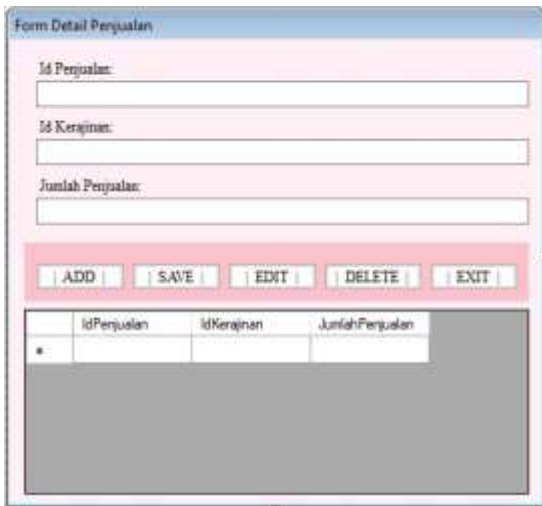 Form Detail Penjualan
Id Penjualan:
Id Kerajinan:
Jumlah Penjualan:
| ADD | | SAVE | | EDIT | | DELETE | | EXIT |
IdPenjualan IdKerajinan JumlahPenjualan
*